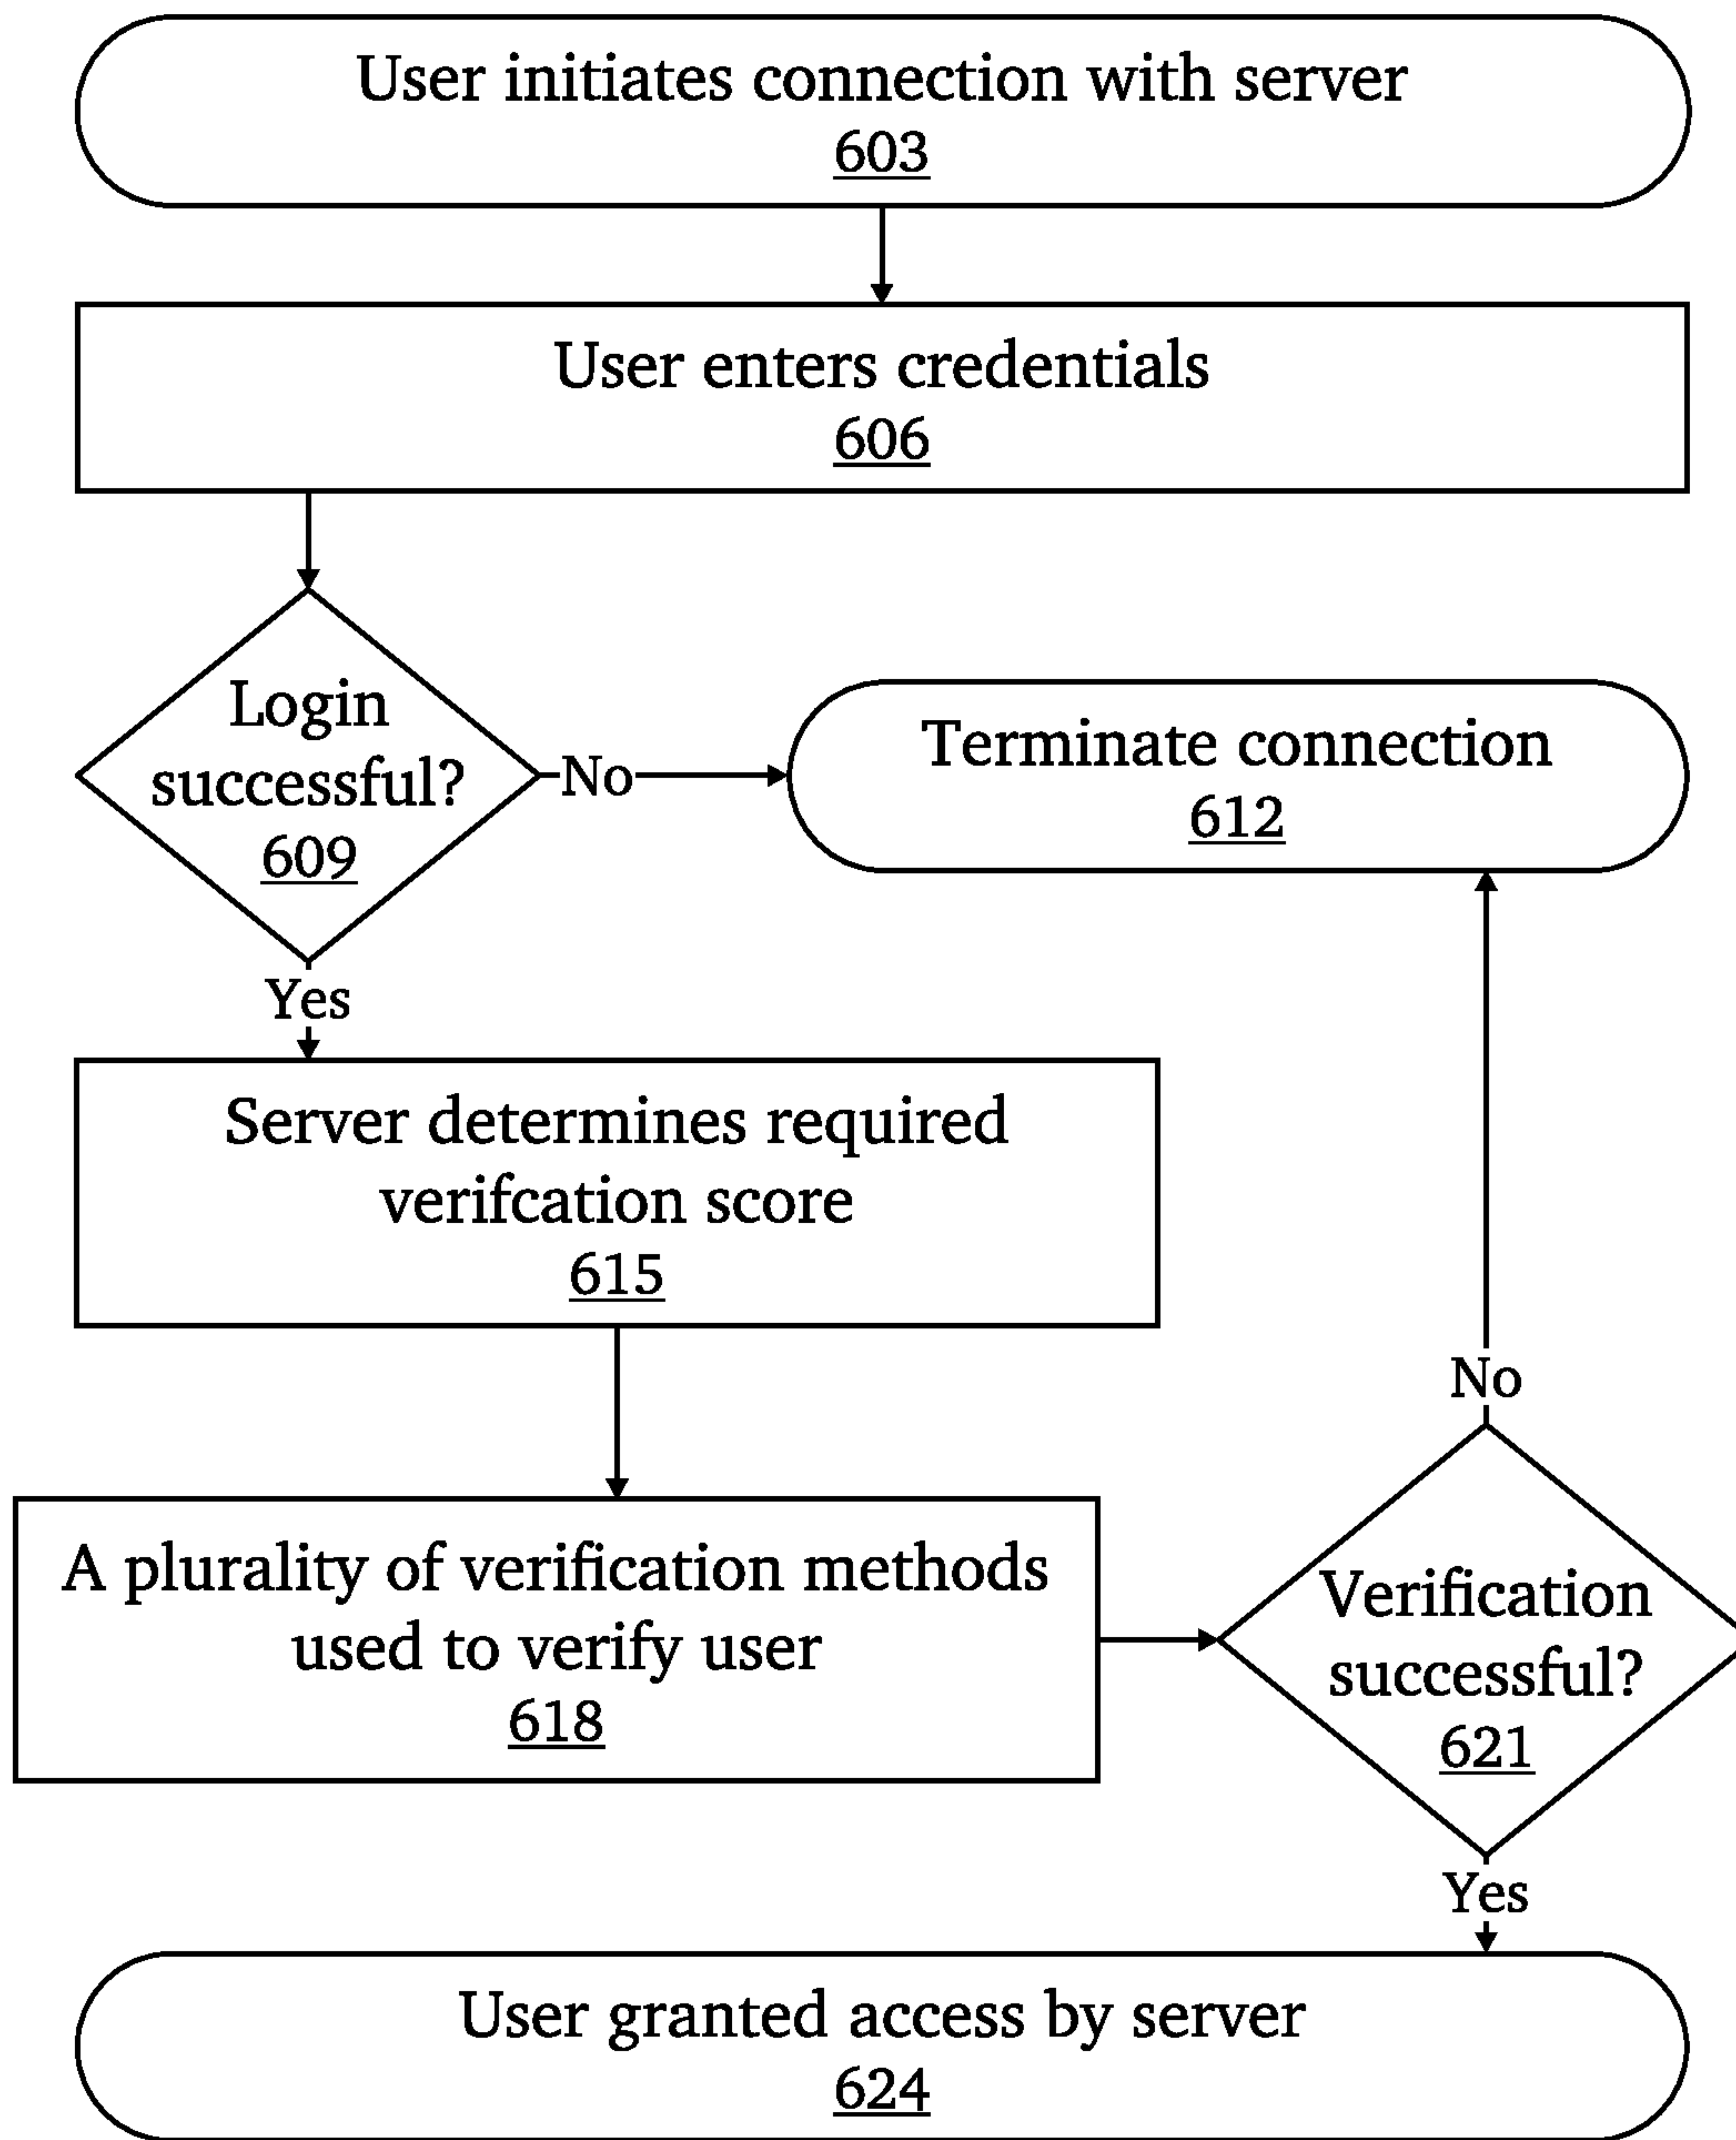 User initiates connection with server
603
User enters credentials
606
Login
successful?
609
No
Terminate connection
612
Yes
Server determines required
verifcation score
615
No
A plurality of verification methods
used to verify user
618
Verification
successful?
621
Yes
User granted access by server
624